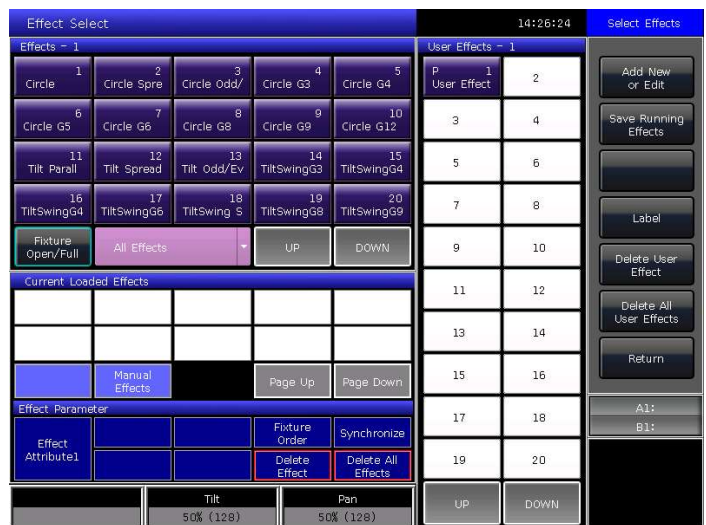 Effect Select
14:26:24
Select Effects
Effects - 1
1
Circle
2
Circle Spre
3
Circle Odd/
4
Circle G3
5
Circle G4
6
Circle G5
7
Circle G6
8
Circle G8
9
Circle G9
10
Circle G12
11
Tilt Parall
12
Tilt Spread
13
Tilt Odd/Ev
14
TiltSwingG3
15
TiltSwingG4
16
TiltSwingG4
17
TiltSwingG6
18
TiltSwing S
19
TiltSwingG8
20
TiltSwingG9
Fixture
Open/Full
All Effects
UP
DOWN
Current Loaded Effects
Manual
Effects
Page Up
Page Down
Effect Parameter
Effect
Attribute1
Fixture
Order
Synchronize
Delete
Effect
Delete All
Effects
Tilt
50% (128)
Pan
50% (128)
User Effects - 1
P 1
User Effect
2
3
4
5
6
7
8
9
10
11
12
13
14
15
16
17
18
19
20
UP
DOWN
Add New
or Edit
Save Running
Effects
Label
Delete User
Effect
Delete All
User Effects
Return
A1:
B1: